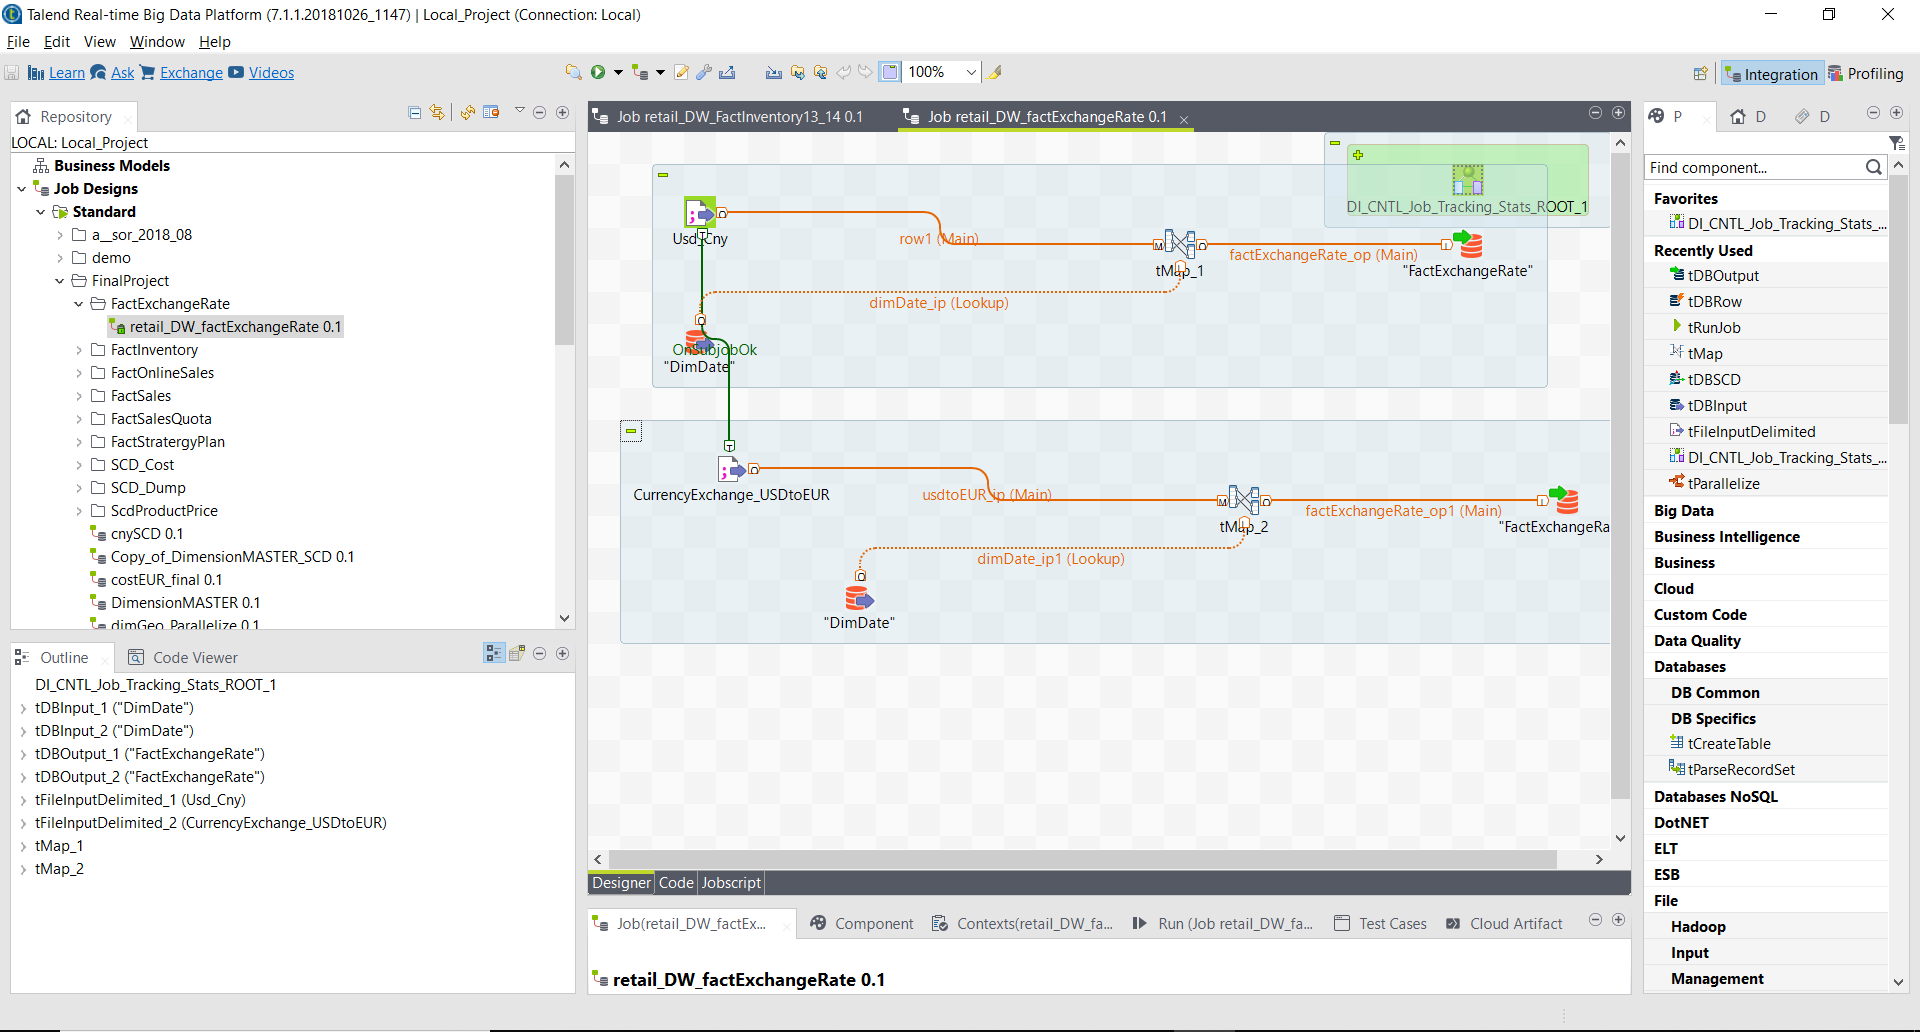 Talend Real-time Big Data Platform (7.1.1.20181026_1147) | Local_Project (Connection: Local)
File Edit View Window Help
Learn Ask Exchange Videos
100%
Integration Profiling
Repository
LOCAL: Local_Project
Business Models
Job Designs
Standard
a__sor_2018_08
demo
FinalProject
FactExchangeRate
retail_DW_factExchangeRate 0.1
FactInventory
FactOnlineSales
FactSales
FactSalesQuota
FactStratergyPlan
SCD_Cost
SCD_Dump
ScdProductPrice
cnySCD 0.1
Copy_of_DimensionMASTER_SCD 0.1
costEUR_final 0.1
DimensionMASTER 0.1
dimGeo_Parallelize 0.1
Outline Code Viewer
DI_CNTL_Job_Tracking_Stats_ROOT_1
tDBInput_1 ("DimDate")
tDBInput_2 ("DimDate")
tDBOutput_1 ("FactExchangeRate")
tDBOutput_2 ("FactExchangeRate")
tFileInputDelimited_1 (Usd_Cny)
tFileInputDelimited_2 (CurrencyExchange_USDtoEUR)
tMap_1
tMap_2
Job retail_DW_FactInventory13_14 0.1
Job retail_DW_factExchangeRate 0.1
DI_CNTL_Job_Tracking_Stats_ROOT_1
Usd_Cny
row1 (Main)
tMap_1
factExchangeRate_op (Main)
"FactExchangeRate"
dimDate_ip (Lookup)
OnSubjobOk
"DimDate"
CurrencyExchange_USDtoEUR
usdtoEUR_ip (Main)
tMap_2
factExchangeRate_op1 (Main)
"FactExchangeRa
dimDate_ip1 (Lookup)
"DimDate"
Designer Code Jobscript
Job(retail_DW_factEx... Component Contexts(retail_DW_fa... Run (Job retail_DW_fa... Test Cases Cloud Artifact
retail_DW_factExchangeRate 0.1
P D D
Find component...
Favorites
DI_CNTL_Job_Tracking_Stats_...
Recently Used
tDBOutput
tDBRow
tRunJob
tMap
tDBSCD
tDBInput
tFileInputDelimited
DI_CNTL_Job_Tracking_Stats_...
tParallelize
Big Data
Business Intelligence
Business
Cloud
Custom Code
Data Quality
Databases
DB Common
DB Specifics
tCreateTable
tParseRecordSet
Databases NoSQL
DotNET
ELT
ESB
File
Hadoop
Input
Management